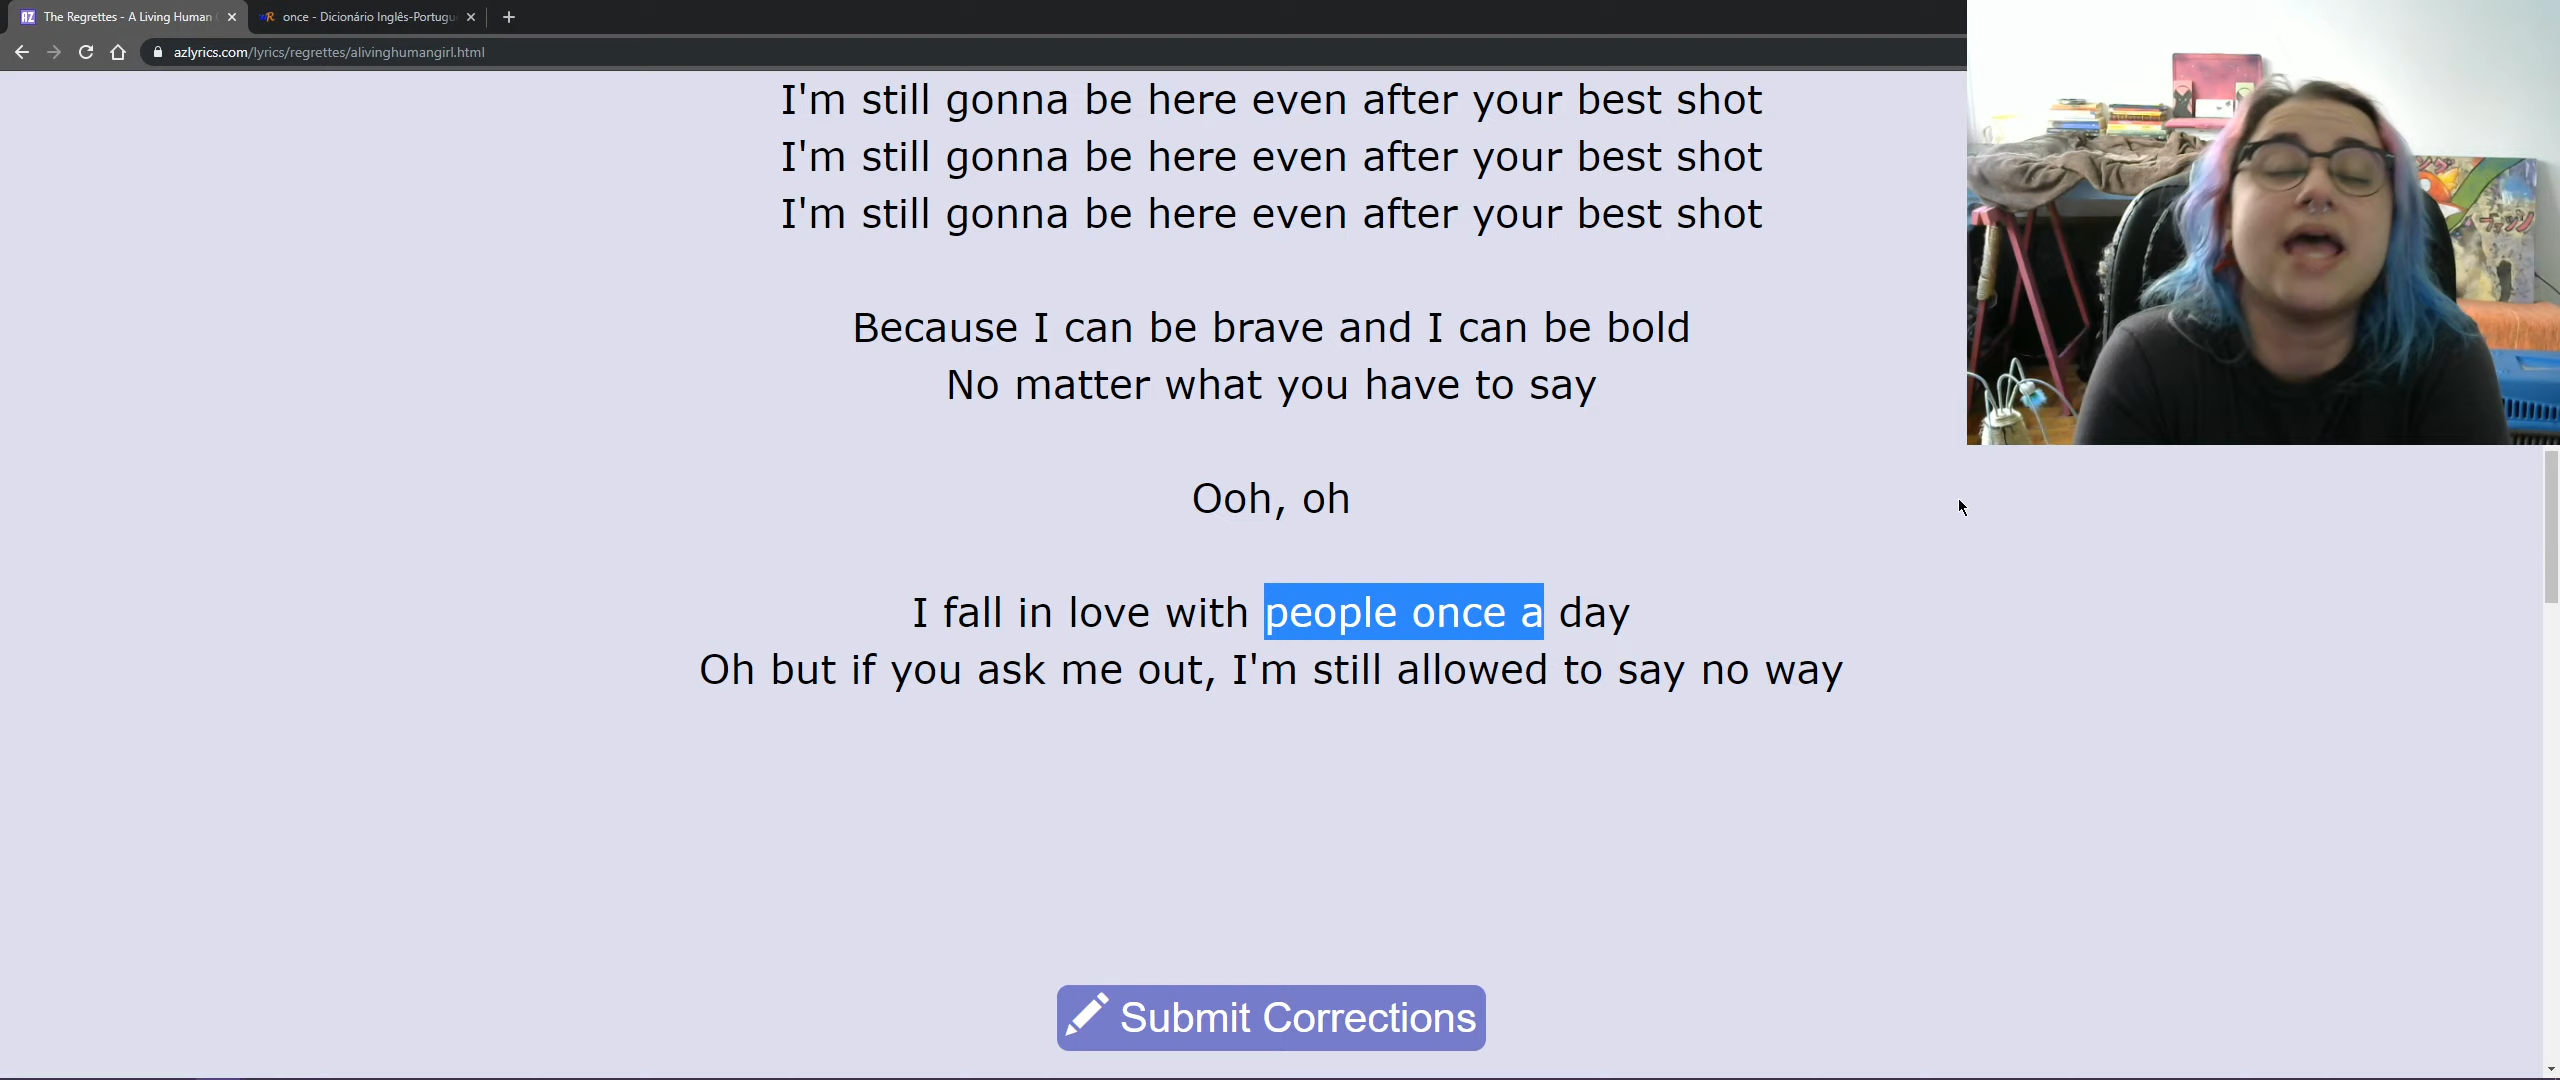 The Regrettes - A Living Human
once - Dicionário Inglês-Portugu
azlyrics.com/lyrics/regrettes/alivinghumangirl.html
I'm still gonna be here even after your best shot
I'm still gonna be here even after your best shot
I'm still gonna be here even after your best shot
Because I can be brave and I can be bold
No matter what you have to say
Ooh, oh
I fall in love with people once a day
Oh but if you ask me out, I'm still allowed to say no way
Submit Corrections